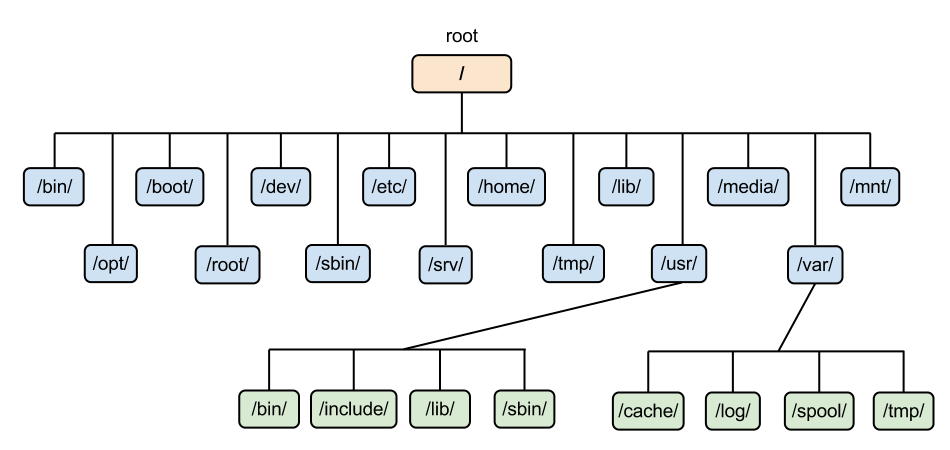 root
/
/bin/ /boot/ /dev/ /etc/ /home/ /lib/ /media/ /mnt/
/opt/ /root/ /sbin/ /srv/ /tmp/ /usr/ /var/
/bin/ /include/ /lib/ /sbin/ /cache/ /log/ /spool/ /tmp/